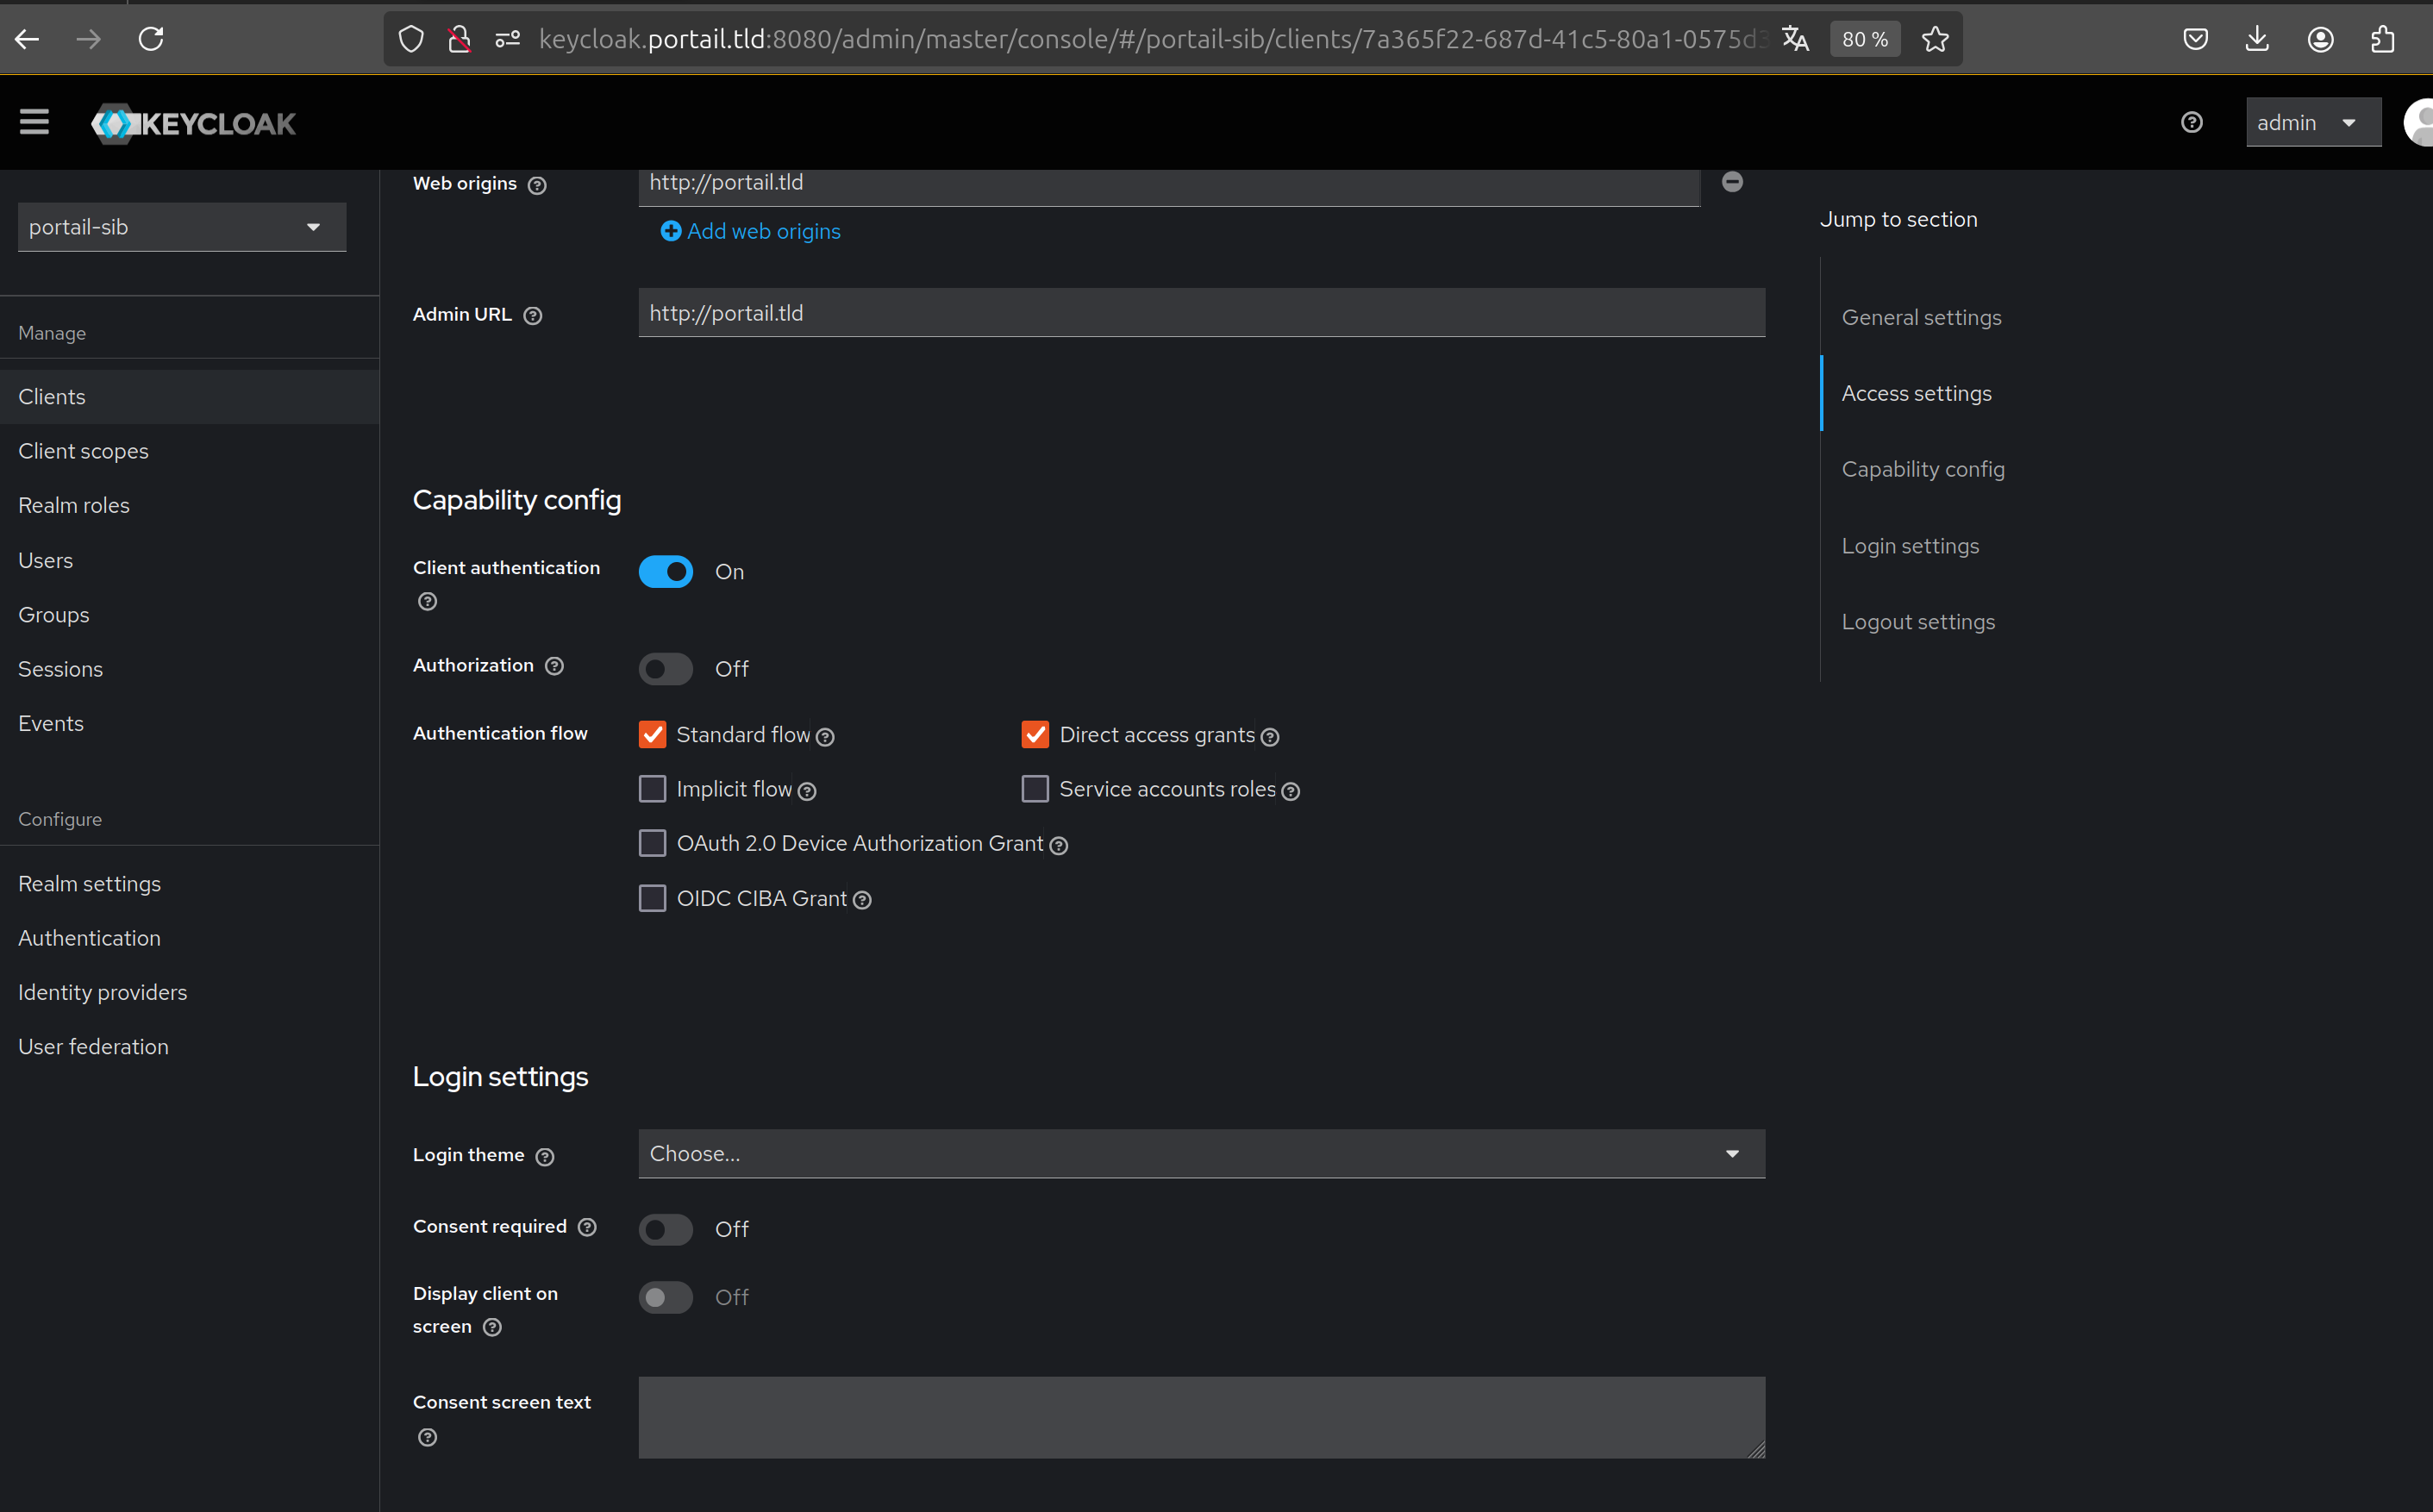 keycloak.portail.tld:8080/admin/master/console/#/portail-sib/clients/7a365f22-687d-41c5-80a1-0575d3
80 %
KEYCLOAK
admin
portail-sib
Manage
Clients
Client scopes
Realm roles
Users
Groups
Sessions
Events
Configure
Realm settings
Authentication
Identity providers
User federation
Web origins
http://portail.tld
Add web origins
Admin URL
http://portail.tld
Capability config
Client authentication
On
Authorization
Off
Authentication flow
Standard flow
Direct access grants
Implicit flow
Service accounts roles
OAuth 2.0 Device Authorization Grant
OIDC CIBA Grant
Login settings
Login theme
Choose...
Consent required
Off
Display client on
screen
Off
Consent screen text
Jump to section
General settings
Access settings
Capability config
Login settings
Logout settings